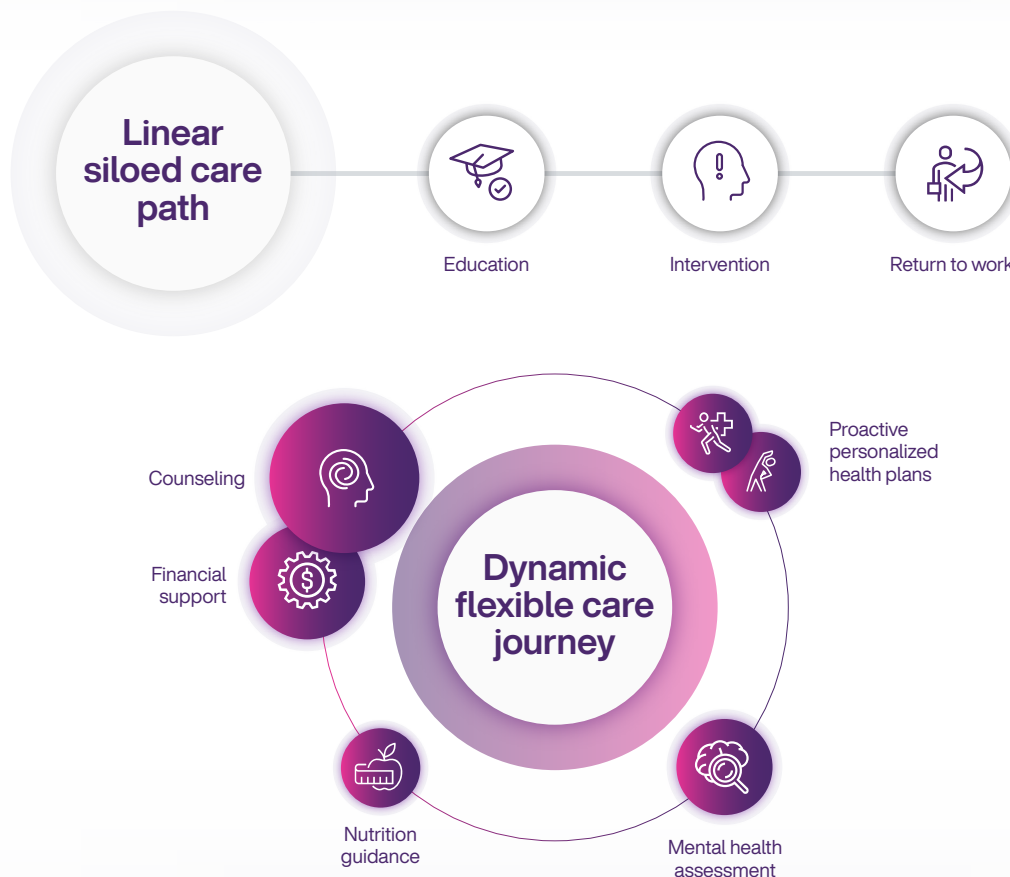 Linear
siloed care
path
Education
Intervention
Return to work
Counseling
Financial
support
Proactive
personalized
health plans
Dynamic
flexible care
journey
$
Nutrition
guidance
Mental health
assessment